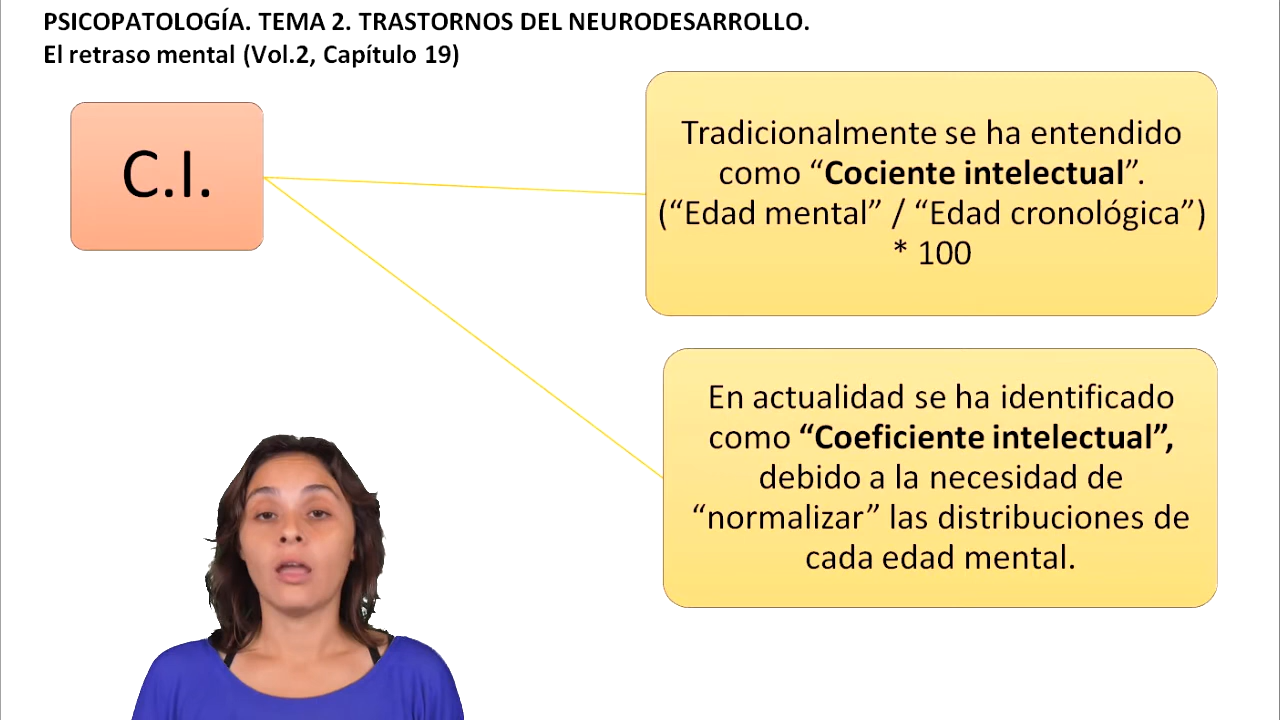 PSICOPATOLOGÍA. TEMA 2. TRASTORNOS DEL NEURODESARROLLO.
El retraso mental (Vol.2, Capítulo 19)
C.I.
Tradicionalmente se ha entendido
como “Cociente intelectual”.
(“Edad mental” / “Edad cronológica”)
* 100
En actualidad se ha identificado
como “Coeficiente intelectual”,
debido a la necesidad de
“normalizar” las distribuciones de
cada edad mental.